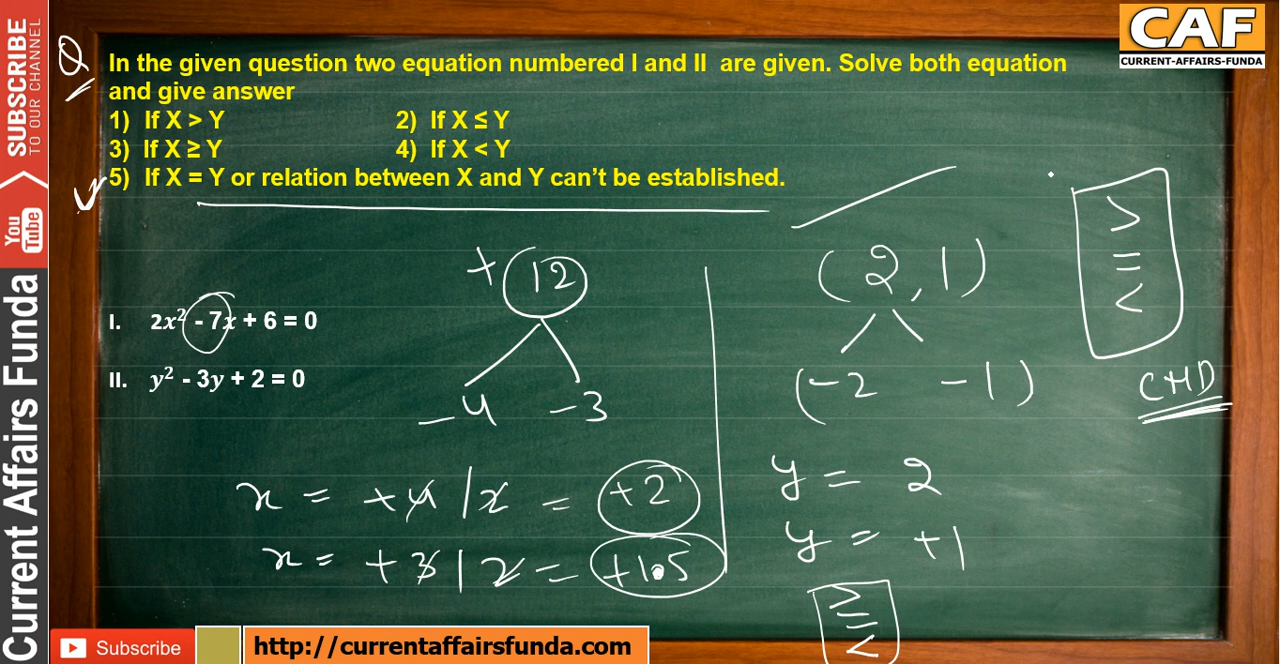 SUBSCRIBE
TO OUR CHANNEL
You
Tube
Current Affairs Funda
CAF
CURRENT-AFFAIRS-FUNDA
Q
In the given question two equation numbered I and II are given. Solve both equation
and give answer
1) If X > Y
2) If X ≤ Y
3) If X ≥ Y
4) If X < Y
5) If X = Y or relation between X and Y can't be established.
I. 2x² - 7x + 6 = 0
II. y² - 3y + 2 = 0
+ 12
-4 -3
x = +4/2 = +2
x = +3/2 = +1.5
(2, 1)
(-2 -1)
y = 2
y = +1
>
=
<
>
=
<
CND
Subscribe
http://currentaffairsfunda.com